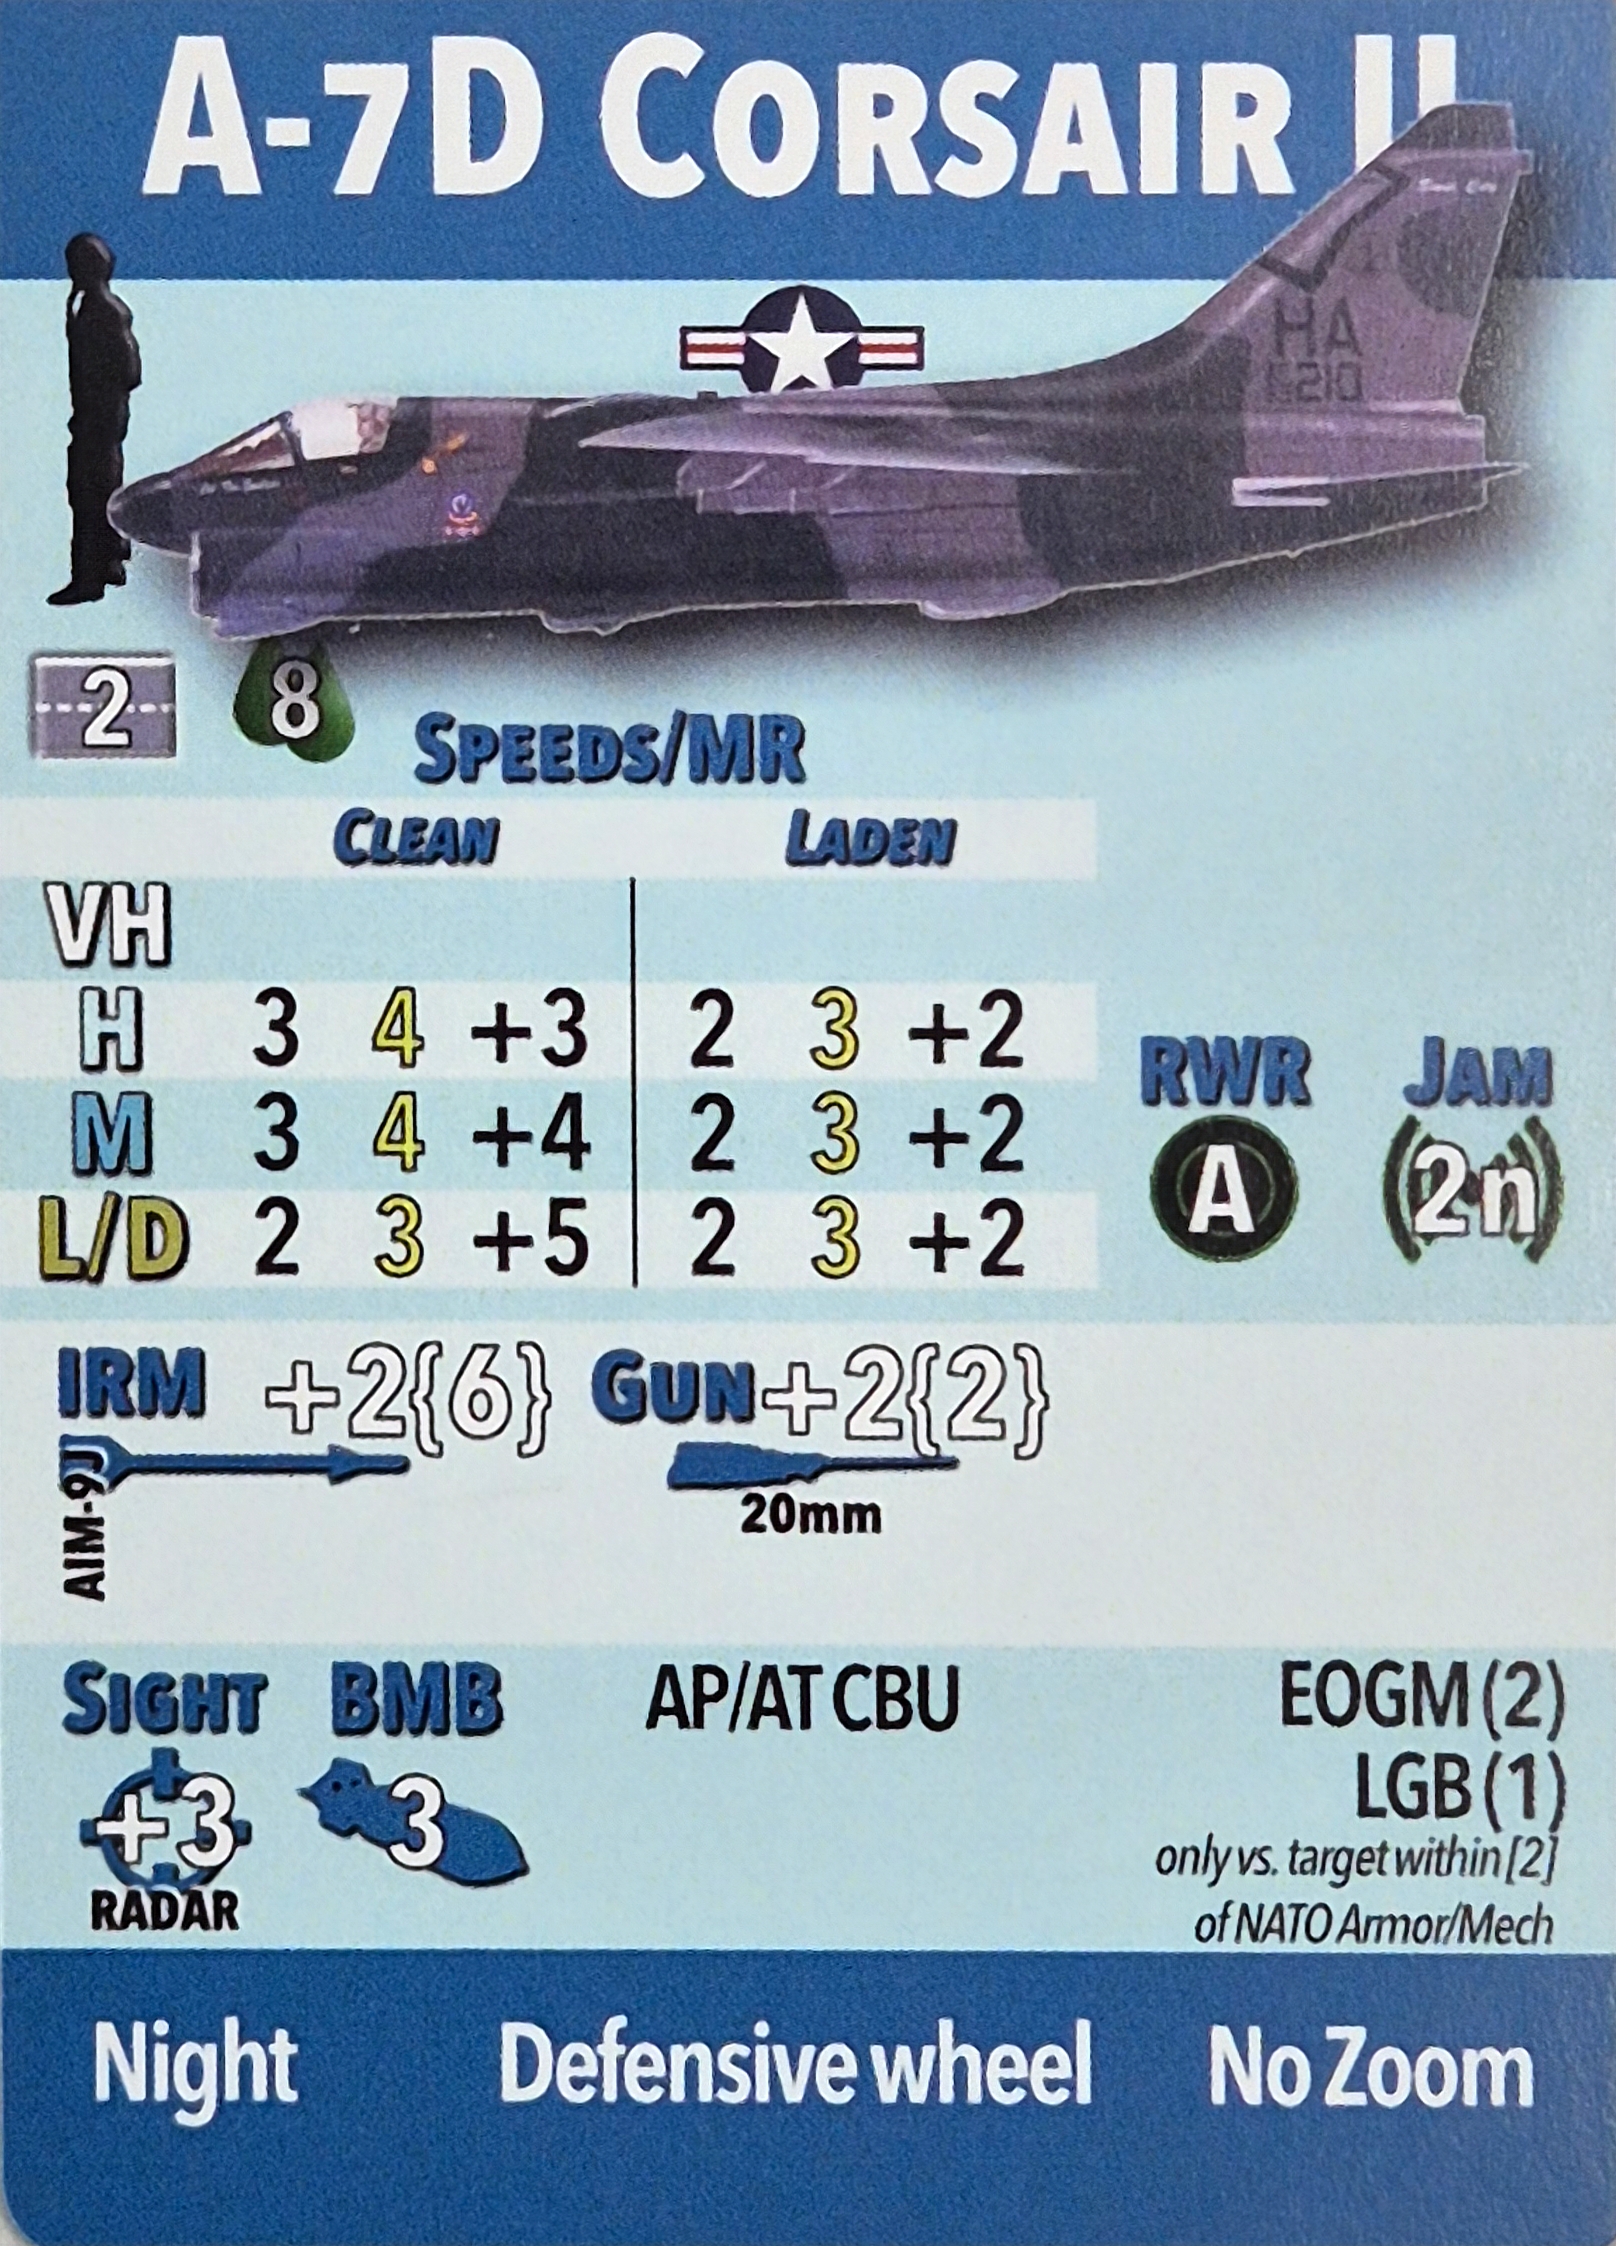 A-7D CORSAIR II
HA
210
2 8
SPEEDS/MR
CLEAN LADEN
VH
H 3 4 +3 2 3 +2
M 3 4 +4 2 3 +2
L/D 2 3 +5 2 3 +2
RWR JAM
A 2n
IRM +2{6} GUN +2{2}
AIM-9J
20mm
SIGHT BMB AP/AT CBU EOGM (2)
+3 3 LGB (1)
RADAR
only vs. target within [2]
of NATO Armor/Mech
Night Defensive wheel No Zoom